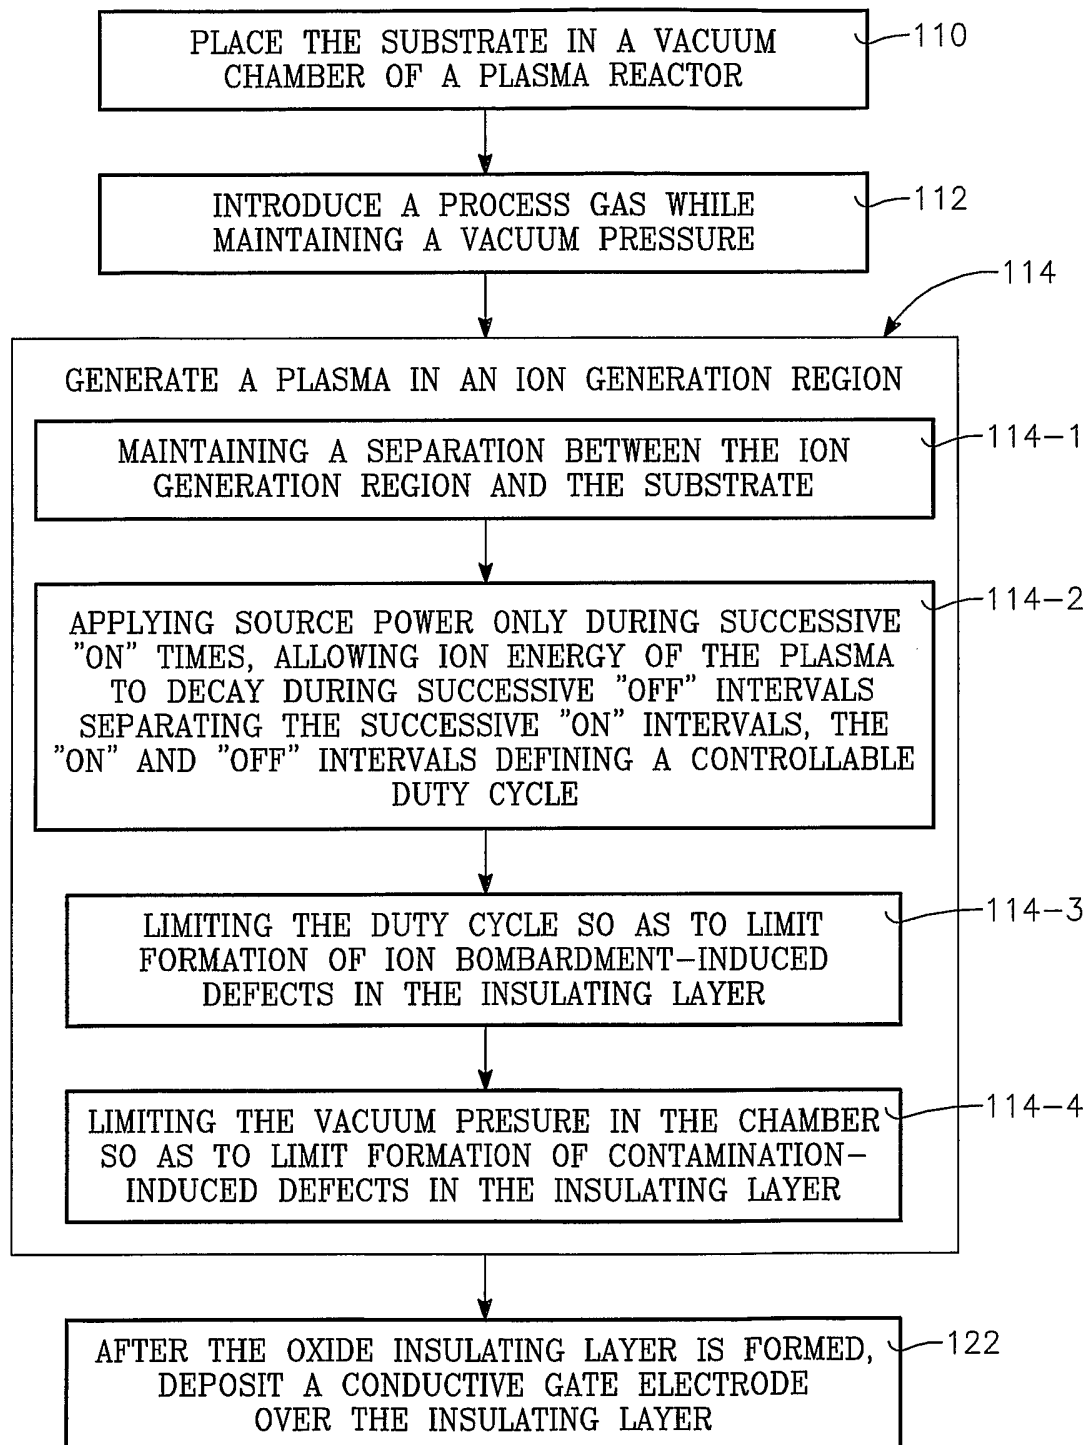 PLACE THE SUBSTRATE IN A VACUUM
CHAMBER OF A PLASMA REACTOR
110
INTRODUCE A PROCESS GAS WHILE
MAINTAINING A VACUUM PRESSURE
112
114
GENERATE A PLASMA IN AN ION GENERATION REGION
MAINTAINING A SEPARATION BETWEEN THE ION
GENERATION REGION AND THE SUBSTRATE
114-1
APPLYING SOURCE POWER ONLY DURING SUCCESSIVE
"ON" TIMES, ALLOWING ION ENERGY OF THE PLASMA
TO DECAY DURING SUCCESSIVE "OFF" INTERVALS
SEPARATING THE SUCCESSIVE "ON" INTERVALS, THE
"ON" AND "OFF" INTERVALS DEFINING A CONTROLLABLE
DUTY CYCLE
114-2
LIMITING THE DUTY CYCLE SO AS TO LIMIT
FORMATION OF ION BOMBARDMENT-INDUCED
DEFECTS IN THE INSULATING LAYER
114-3
LIMITING THE VACUUM PRESURE IN THE CHAMBER
SO AS TO LIMIT FORMATION OF CONTAMINATION-
INDUCED DEFECTS IN THE INSULATING LAYER
114-4
AFTER THE OXIDE INSULATING LAYER IS FORMED,
DEPOSIT A CONDUCTIVE GATE ELECTRODE
OVER THE INSULATING LAYER
122